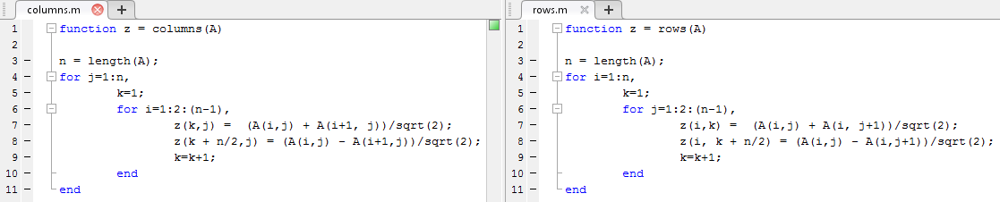 columns.m
1 function z = columns(A)
2
3 n = length(A);
4 for j=1:n,
5 k=1;
6 for i=1:2:(n-1),
7 z(k,j) =  (A(i,j) + A(i+1, j))/sqrt(2);
8 z(k + n/2,j) = (A(i,j) - A(i+1,j))/sqrt(2);
9 k=k+1;
10 end
11 end
rows.m
1 function z = rows(A)
2
3 n = length(A);
4 for i=1:n,
5 k=1;
6 for j=1:2:(n-1),
7 z(i,k) =  (A(i,j) + A(i, j+1))/sqrt(2);
8 z(i, k + n/2) = (A(i,j) - A(i,j+1))/sqrt(2);
9 k=k+1;
10 end
11 end